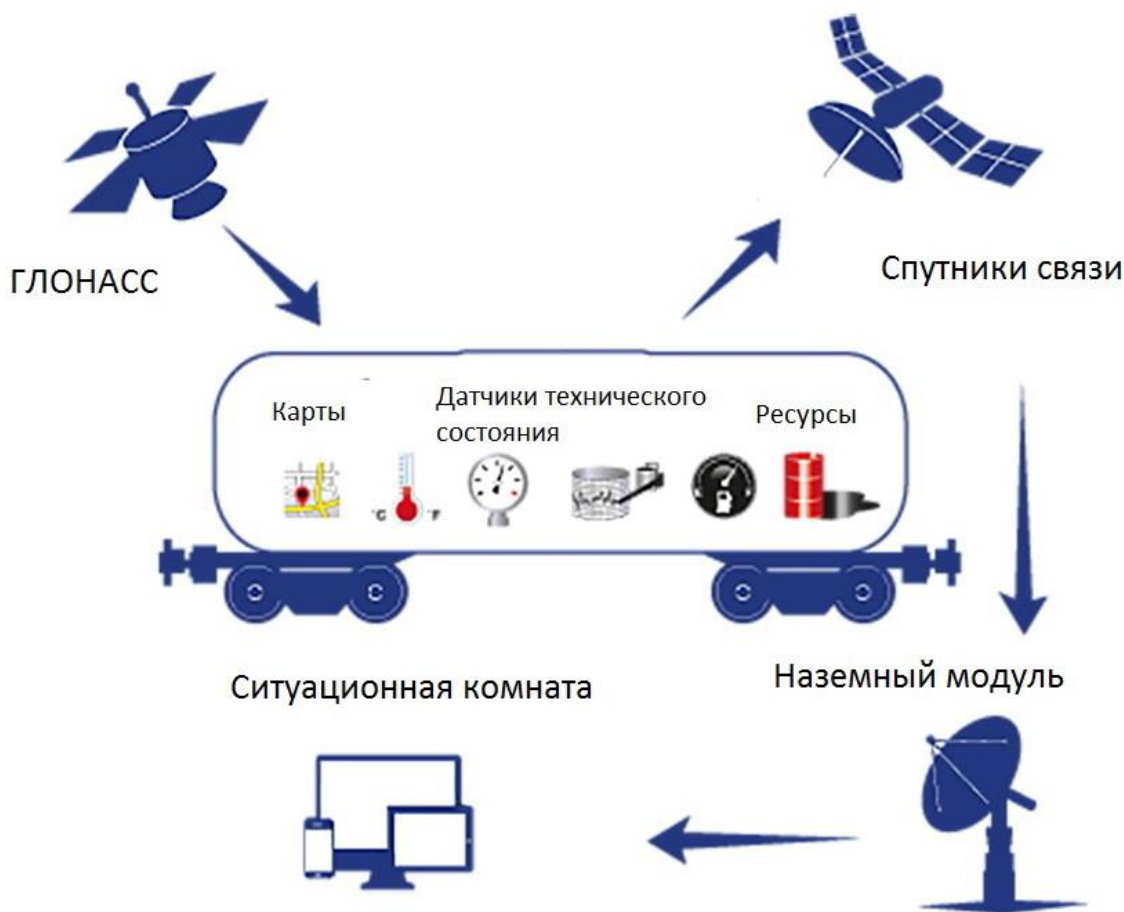 ГЛОНАСС
Спутники связи
Карты
Датчики технического
состояния
Ресурсы
°C
°F
Ситуационная комната
Наземный модуль